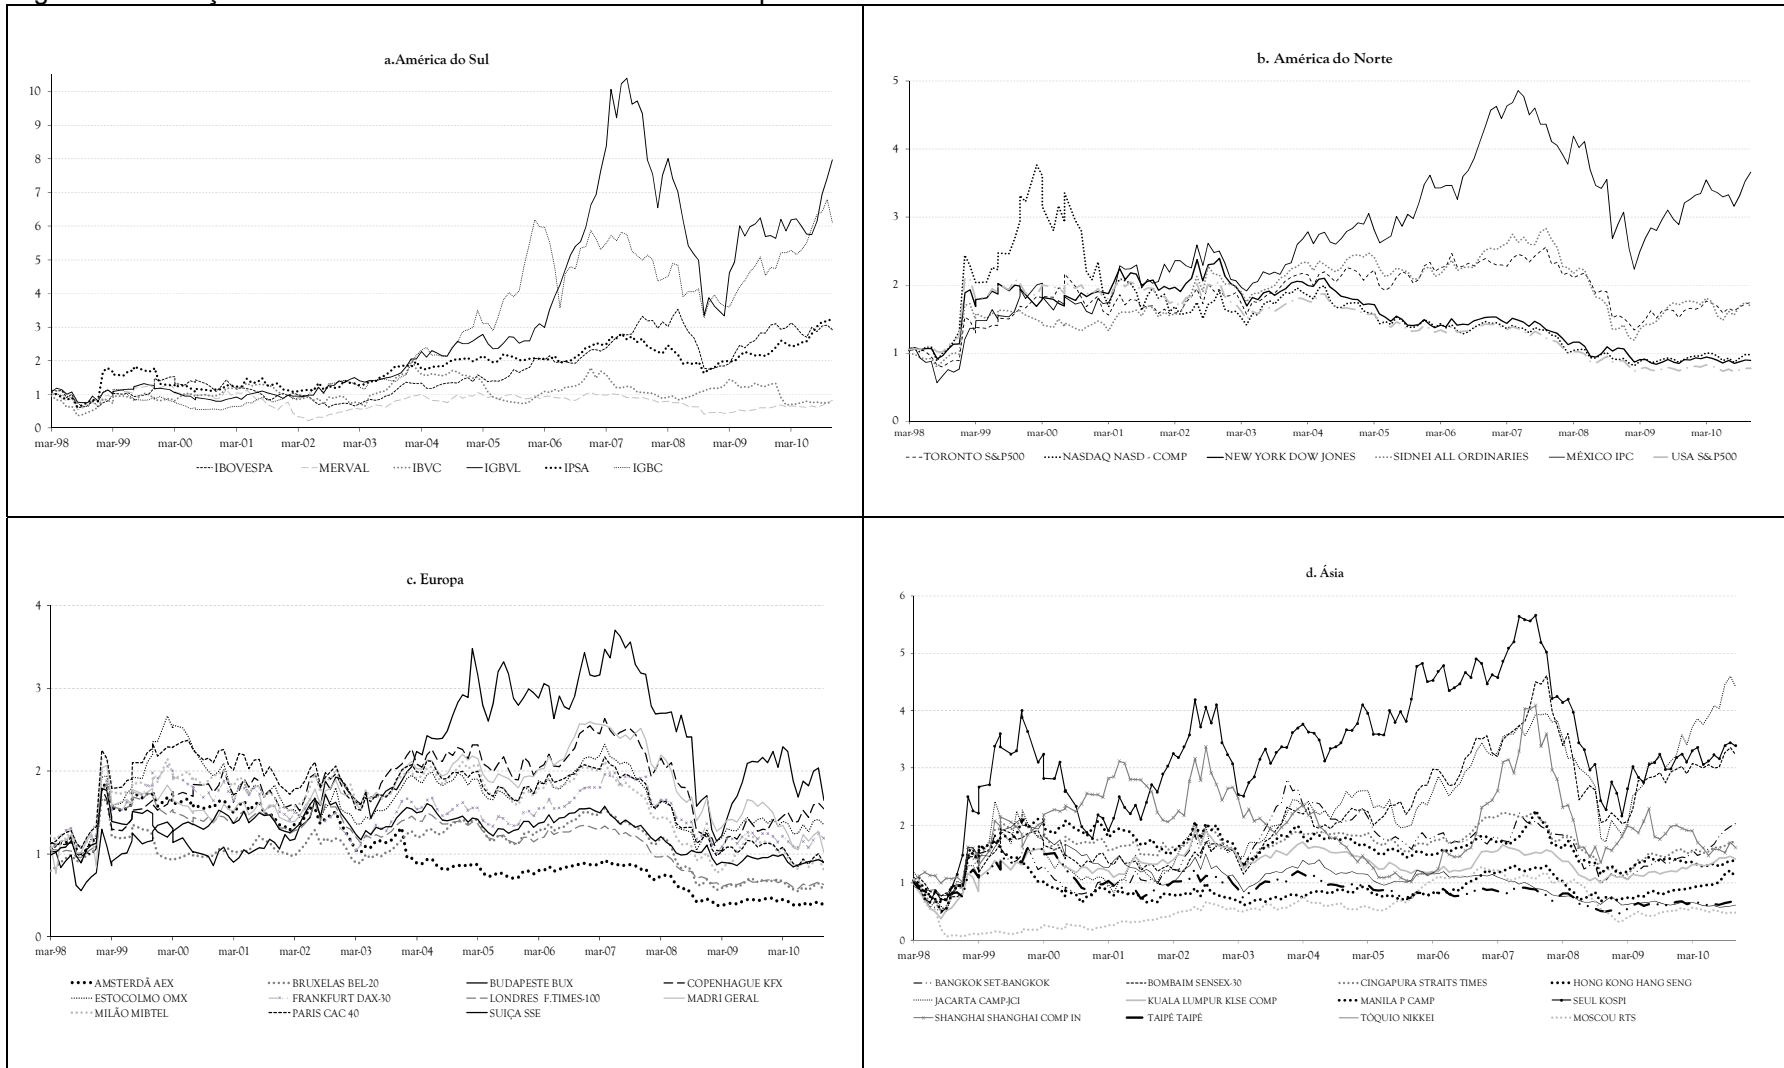 a.América do Sul
10
9
8
7
6
5
4
3
2
1
0
mar-98 mar-99 mar-00 mar-01 mar-02 mar-03 mar-04 mar-05 mar-06 mar-07 mar-08 mar-09 mar-10
IBOVESPA MERVAL IBVC IGBVL IPSA IGBC
b. América do Norte
5
4
3
2
1
0
mar-98 mar-99 mar-00 mar-01 mar-02 mar-03 mar-04 mar-05 mar-06 mar-07 mar-08 mar-09 mar-10
TORONTO S&P500 NASDAQ NASD - COMP NEW YORK DOW JONES SIDNEI ALL ORDINARIES MÉXICO IPC USA S&P500
c. Europa
4
3
2
1
0
mar-98 mar-99 mar-00 mar-01 mar-02 mar-03 mar-04 mar-05 mar-06 mar-07 mar-08 mar-09 mar-10
AMSTERDÃ AEX BRUXELAS BEL-20 BUDAPESTE BUX COPENHAGUE KFX
ESTOCOLMO OMX FRANKFURT DAX-30 LONDRES F.TIMES-100 MADRI GERAL
MILÃO MIBTEL PARIS CAC 40 SUIÇA SSE
d. Ásia
6
5
4
3
2
1
0
mar-98 mar-99 mar-00 mar-01 mar-02 mar-03 mar-04 mar-05 mar-06 mar-07 mar-08 mar-09 mar-10
BANGKOK SET-BANGKOK BOMBAIM SENSEX-30 CINGAPURA STRAITS TIMES HONG KONG HANG SENG
JACARTA CAMP-JCI KUALA LUMPUR KLSE COMP MANILA P CAMP SEUL KOSPI
SHANGHAI SHANGHAI COMP IN TAIPÉ TAIPÉ TÓQUIO NIKKEI MOSCOU RTS